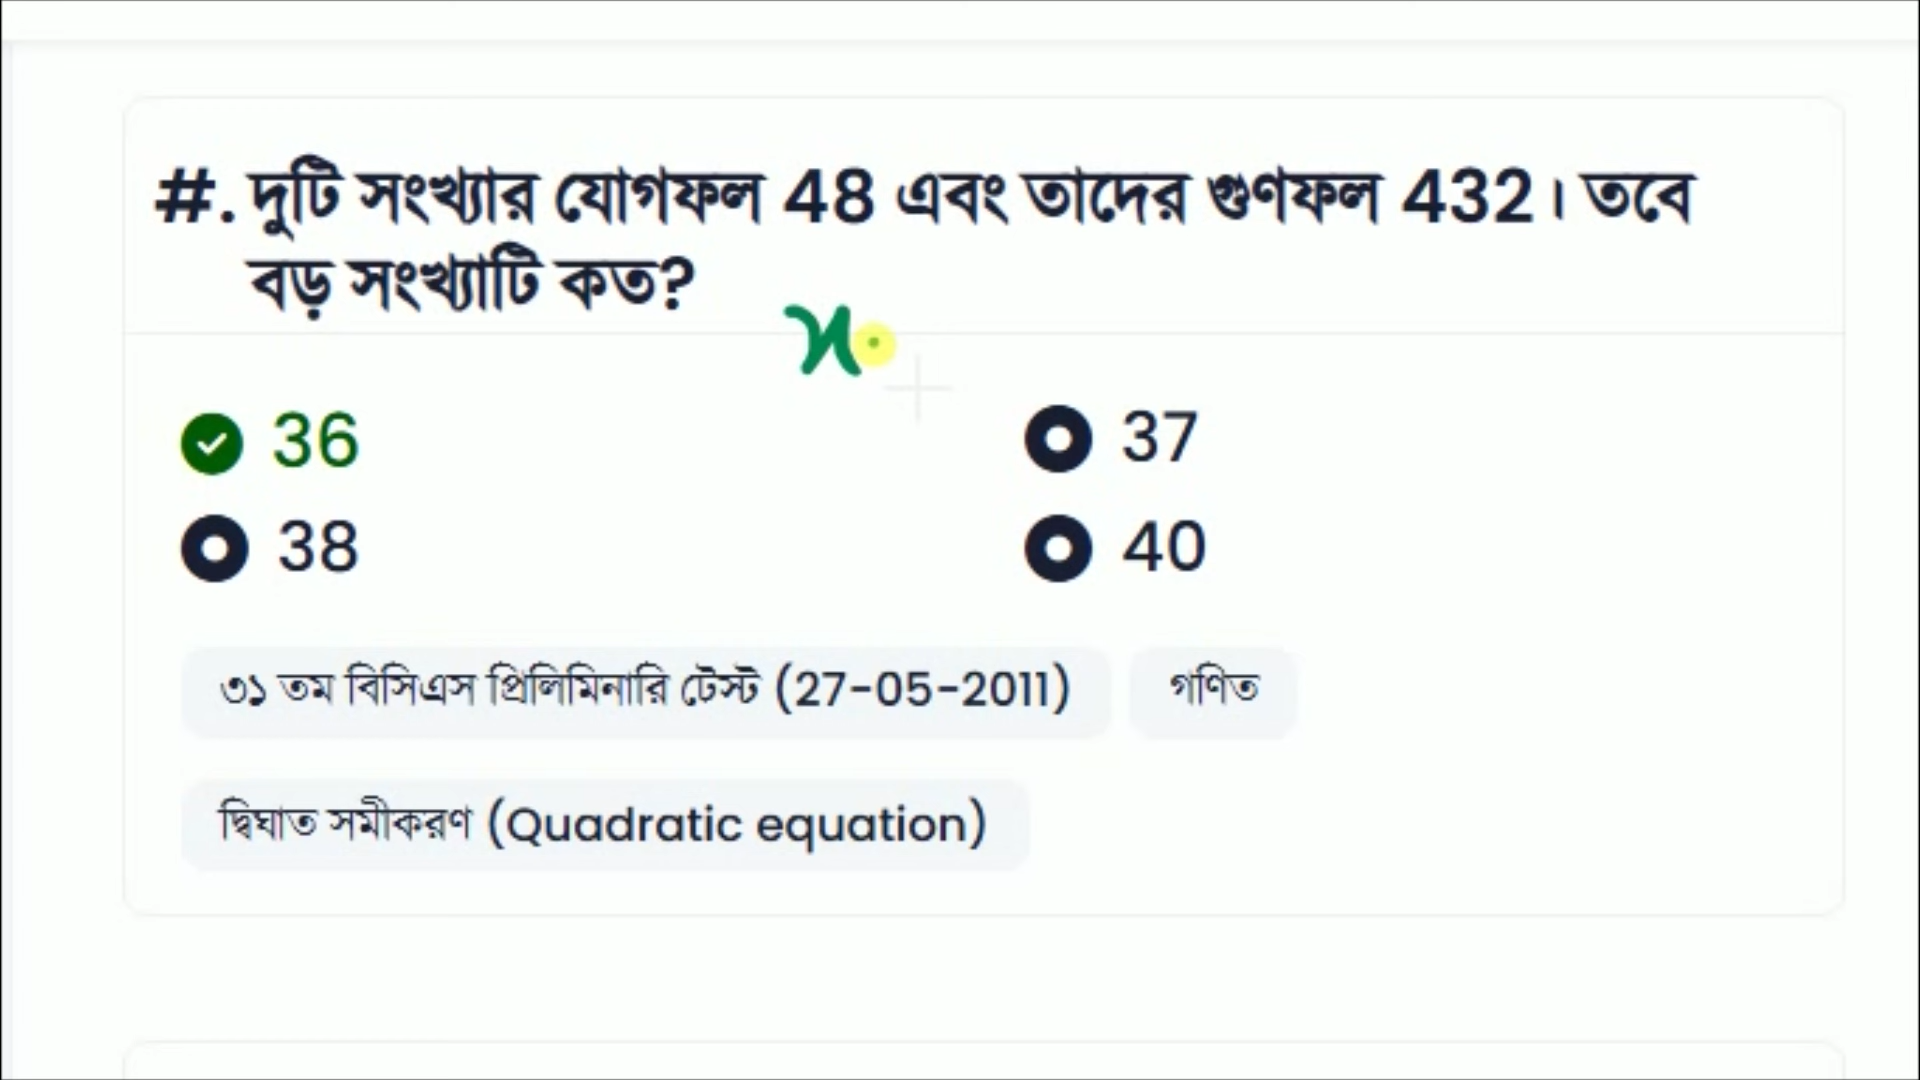 #. দুটি সংখ্যার যোগফল 48 এবং তাদের গুণফল 432। তবে
বড় সংখ্যাটি কত?
x
36
37
38
40
৩১ তম বিসিএস প্রিলিমিনারি টেস্ট (27-05-2011)
গণিত
দ্বিঘাত সমীকরণ (Quadratic equation)